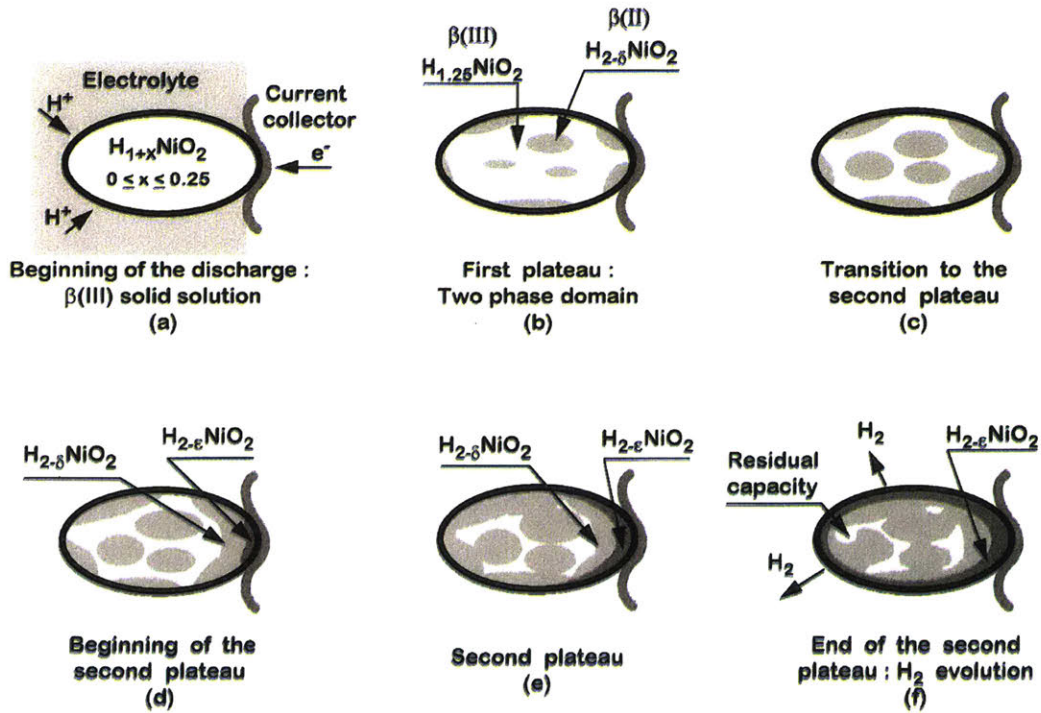 Electrolyte
H⁺
Current
collector
H₁₊ₓNiO₂
0 ≤ x ≤ 0.25
e⁻
H⁺
Beginning of the discharge :
β(III) solid solution
(a)
β(III)
H₁.₂₅NiO₂
β(II)
H₂₋δNiO₂
First plateau :
Two phase domain
(b)
Transition to the
second plateau
(c)
H₂₋δNiO₂
H₂₋εNiO₂
Beginning of the
second plateau
(d)
H₂₋δNiO₂
H₂₋εNiO₂
Second plateau
(e)
H₂
H₂₋εNiO₂
Residual
capacity
H₂
End of the second
plateau : H₂ evolution
(f)